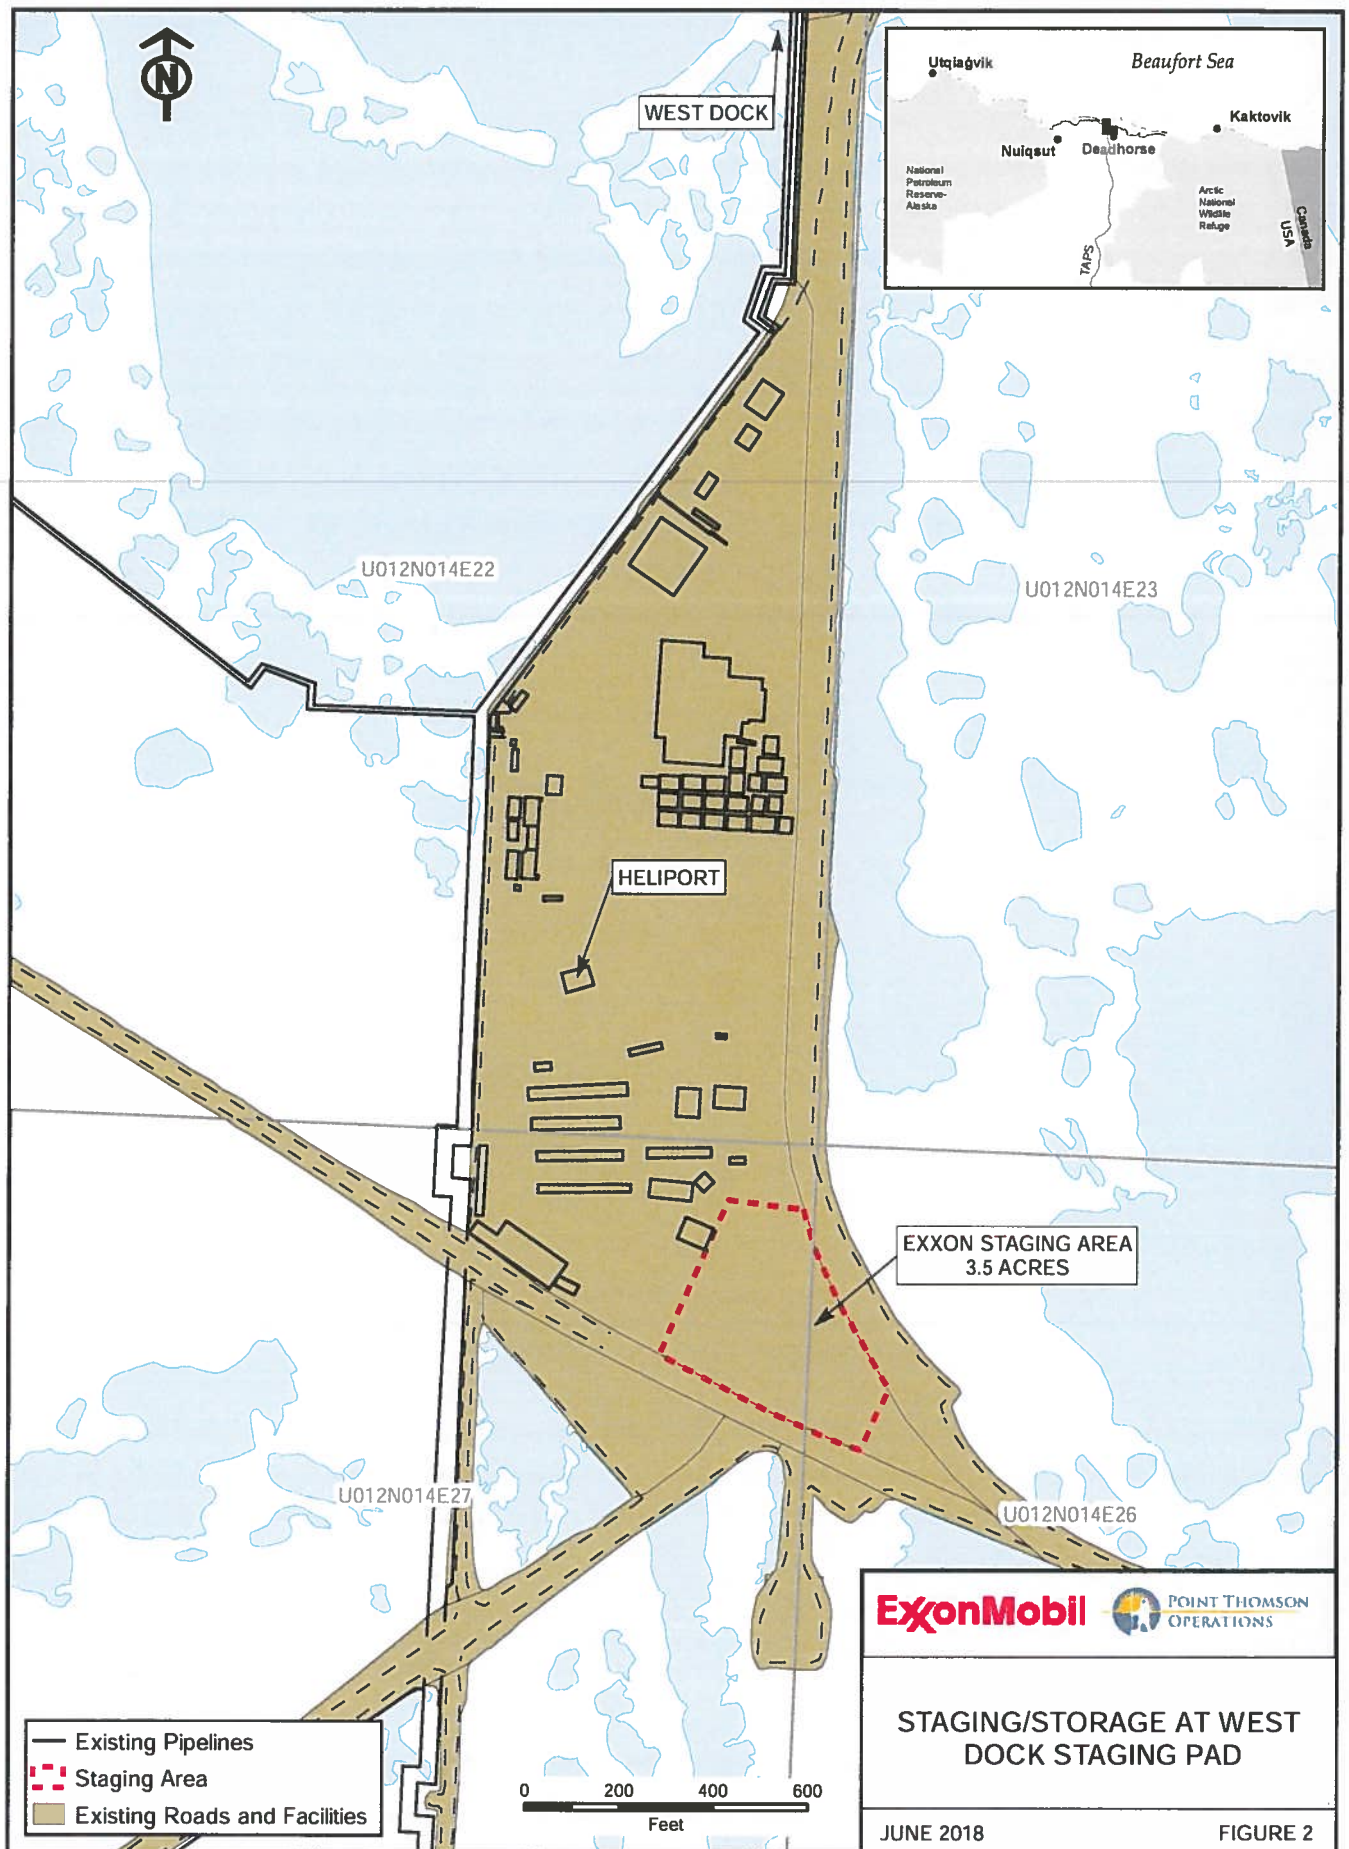 N
WEST DOCK
Utqiaġvik
Beaufort Sea
Kaktovik
Nuiqsut
Deadhorse
National
Petroleum
Reserve-
Alaska
Arctic
National
Wildlife
Refuge
Canada
USA
TAPS
U012N014E22
U012N014E23
HELIPORT
EXXON STAGING AREA
3.5 ACRES
U012N014E27
U012N014E26
ExxonMobil
POINT THOMSON
OPERATIONS
STAGING/STORAGE AT WEST
DOCK STAGING PAD
JUNE 2018
FIGURE 2
Existing Pipelines
Staging Area
Existing Roads and Facilities
0 200 400 600
Feet